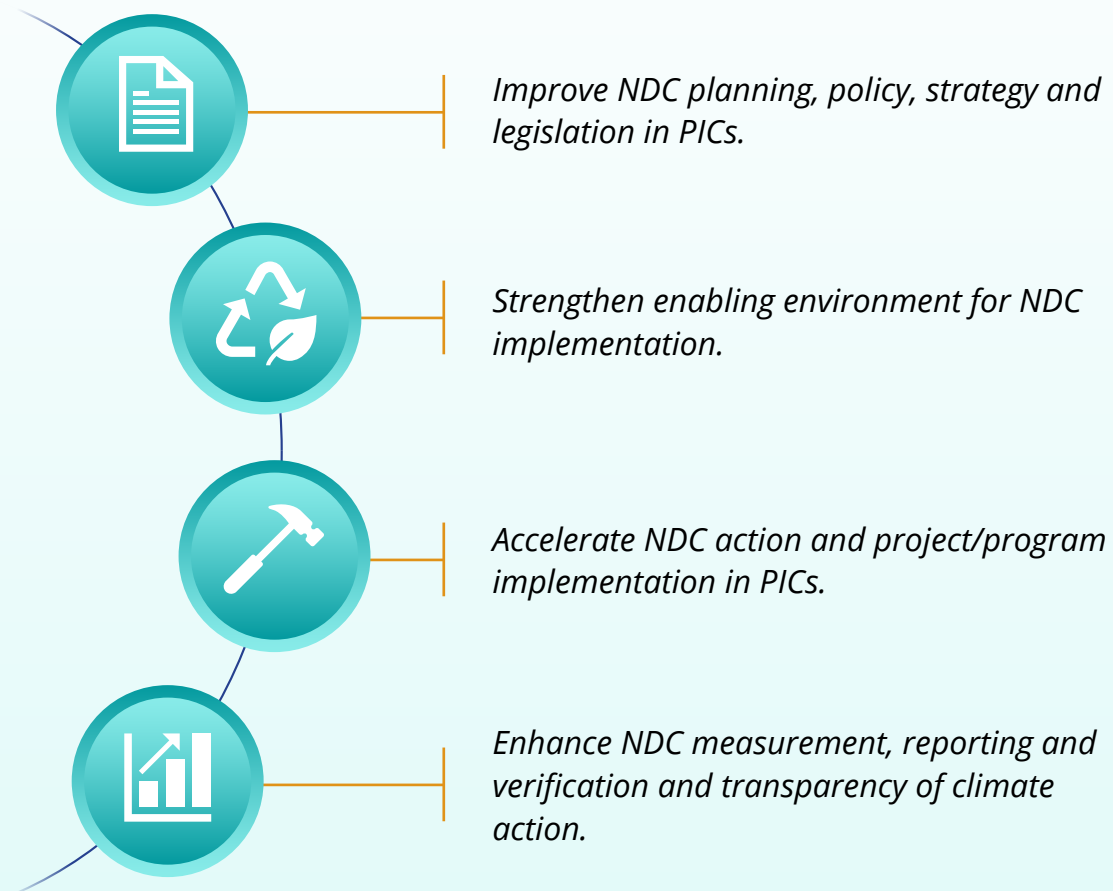 Improve NDC planning, policy, strategy and
legislation in PICs.
Strengthen enabling environment for NDC
implementation.
Accelerate NDC action and project/program
implementation in PICs.
Enhance NDC measurement, reporting and
verification and transparency of climate
action.